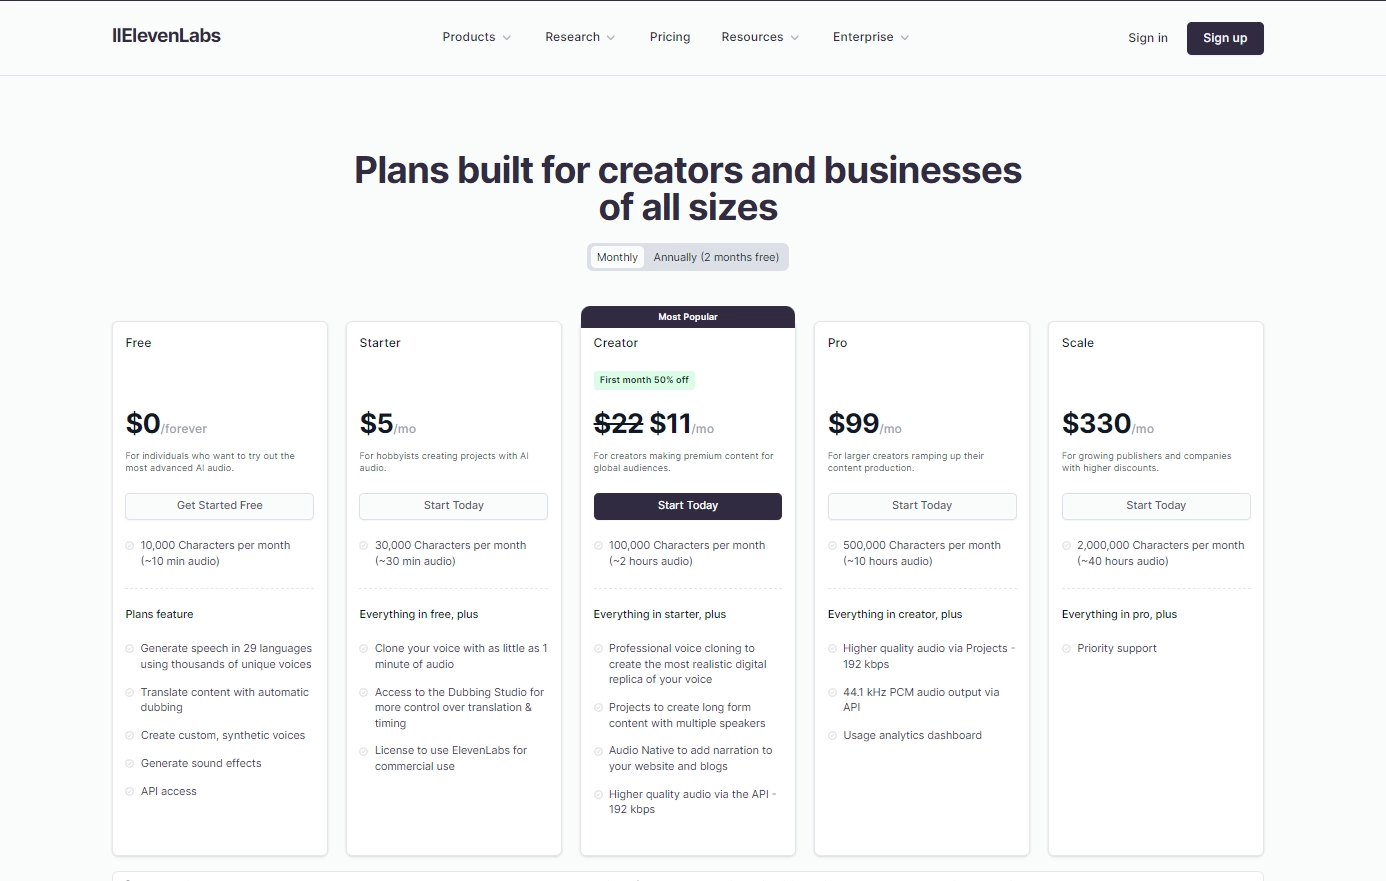 IIElevenLabs
Products
Research
Pricing
Resources
Enterprise
Sign in
Sign up
Plans built for creators and businesses
of all sizes
Monthly
Annually (2 months free)
Free
$0/forever
For individuals who want to try out the
most advanced AI audio.
Get Started Free
10,000 Characters per month
(~10 min audio)
Plans feature
Generate speech in 29 languages
using thousands of unique voices
Translate content with automatic
dubbing
Create custom, synthetic voices
Generate sound effects
API access
Starter
$5/mo
For hobbyists creating projects with AI
audio.
Start Today
30,000 Characters per month
(~30 min audio)
Everything in free, plus
Clone your voice with as little as 1
minute of audio
Access to the Dubbing Studio for
more control over translation &
timing
License to use ElevenLabs for
commercial use
Most Popular
Creator
First month 50% off
$22 $11/mo
For creators making premium content for
global audiences.
Start Today
100,000 Characters per month
(~2 hours audio)
Everything in starter, plus
Professional voice cloning to
create the most realistic digital
replica of your voice
Projects to create long form
content with multiple speakers
Audio Native to add narration to
your website and blogs
Higher quality audio via the API -
192 kbps
Pro
$99/mo
For larger creators ramping up their
content production.
Start Today
500,000 Characters per month
(~10 hours audio)
Everything in creator, plus
Higher quality audio via Projects -
192 kbps
44.1 kHz PCM audio output via
API
Usage analytics dashboard
Scale
$330/mo
For growing publishers and companies
with higher discounts.
Start Today
2,000,000 Characters per month
(~40 hours audio)
Everything in pro, plus
Priority support